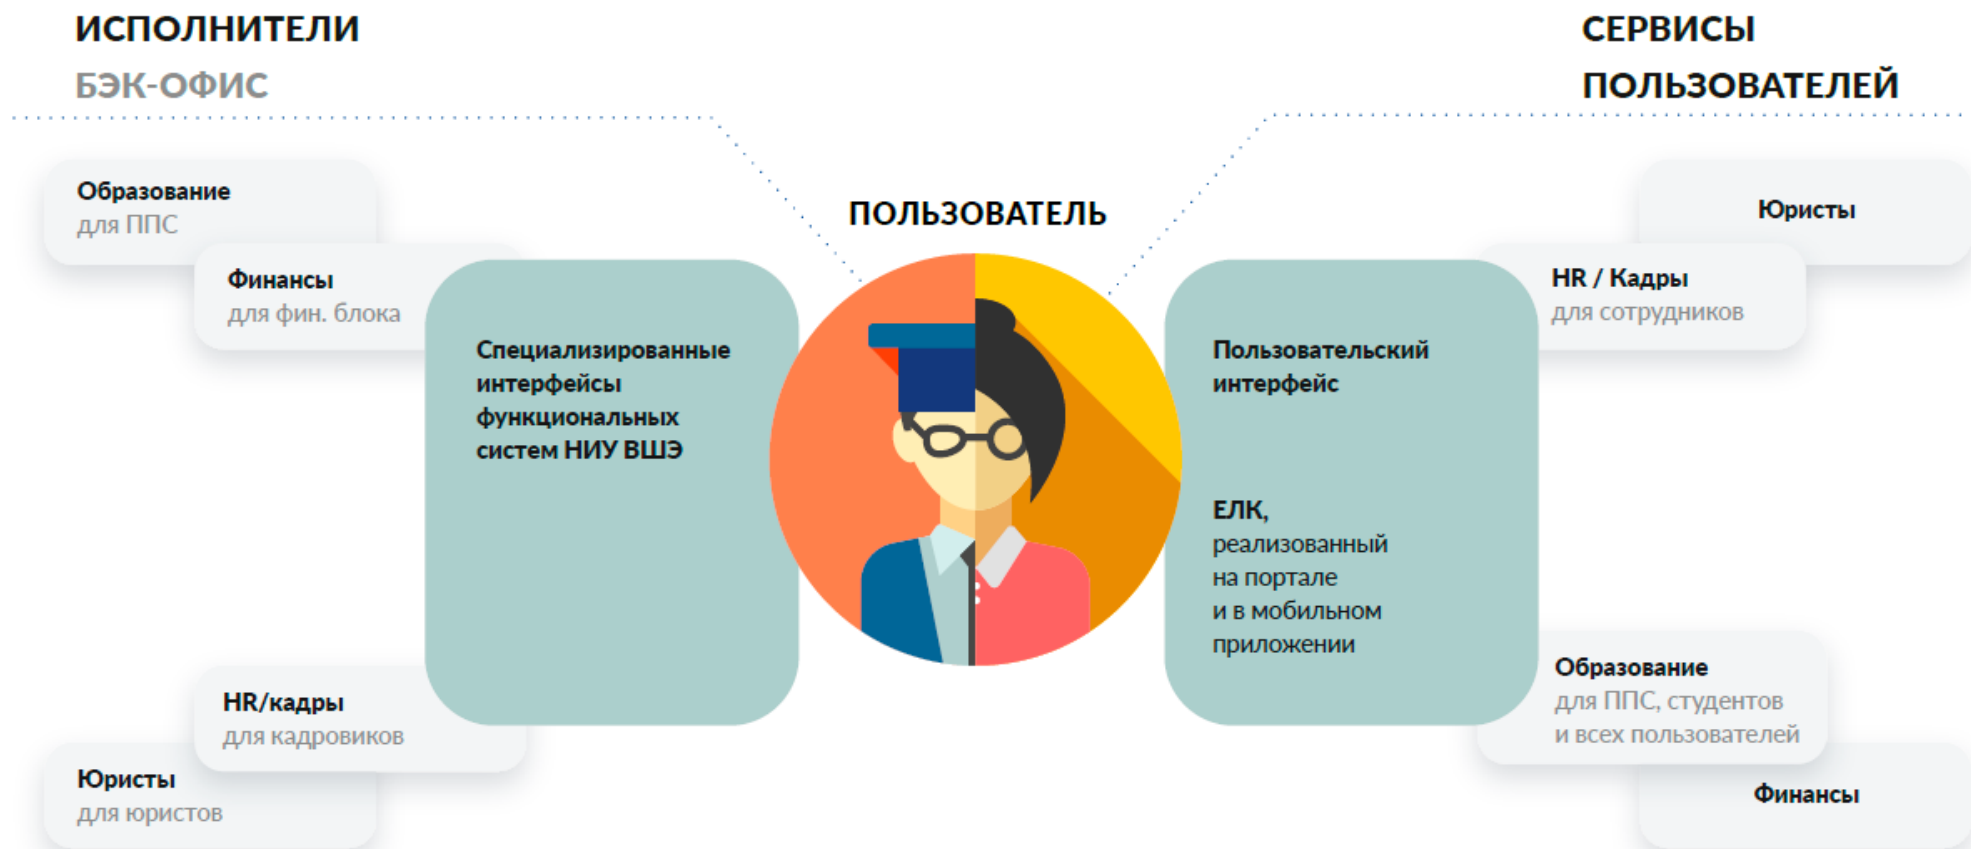 ИСПОЛНИТЕЛИ
БЭК-ОФИС
Образование
для ППС
Финансы
для фин. блока
Специализированные
интерфейсы
функциональных
систем НИУ ВШЭ
HR/кадры
для кадровиков
Юристы
для юристов
ПОЛЬЗОВАТЕЛЬ
СЕРВИСЫ
ПОЛЬЗОВАТЕЛЕЙ
Юристы
HR / Кадры
для сотрудников
Пользовательский
интерфейс
ЕЛК,
реализованный
на портале
и в мобильном
приложении
Образование
для ППС, студентов
и всех пользователей
Финансы